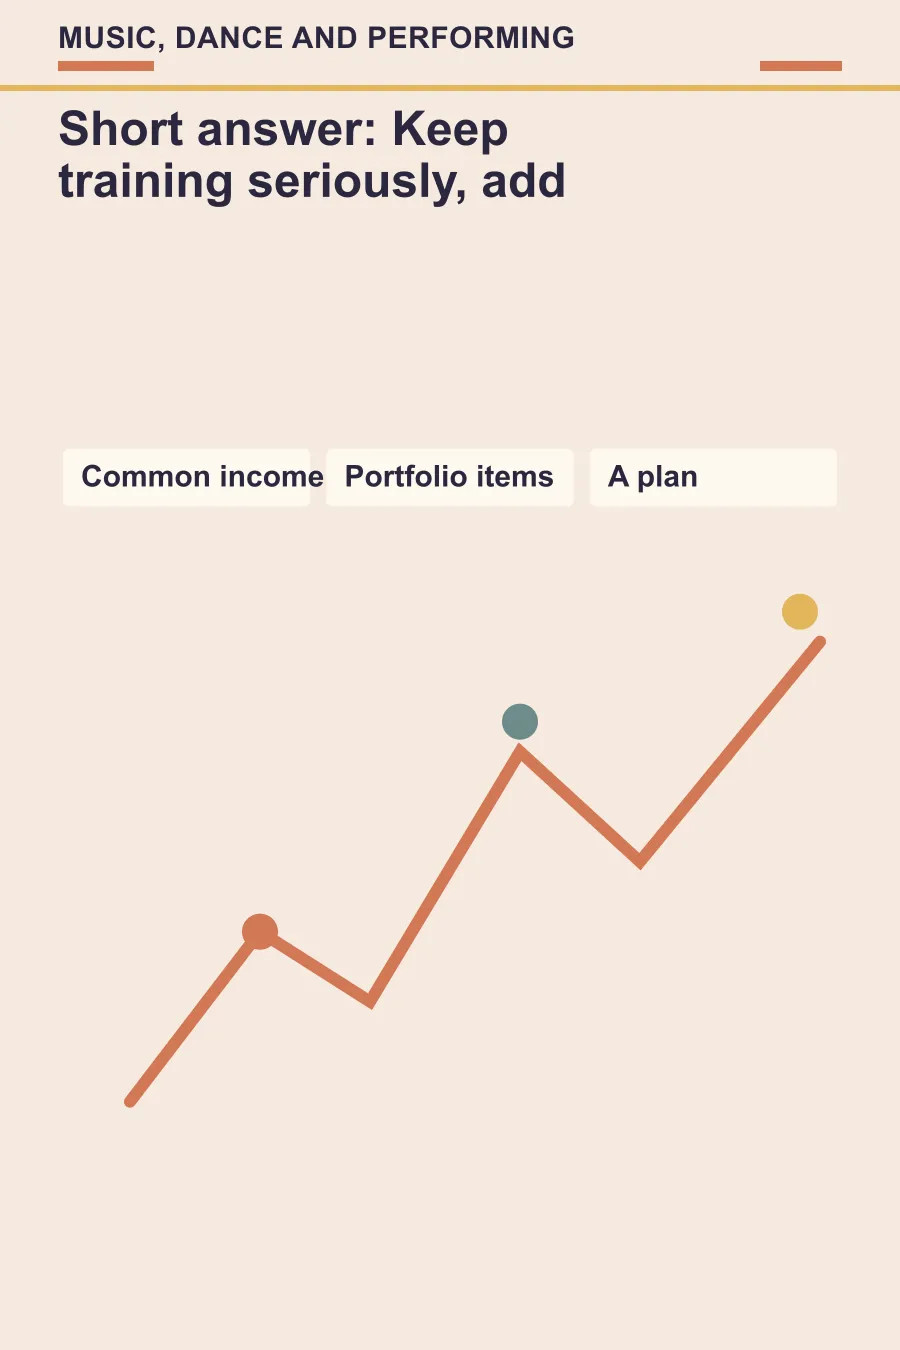 MUSIC, DANCE AND PERFORMING
Short answer: Keep
training seriously, add
Common income
Portfolio items
A plan